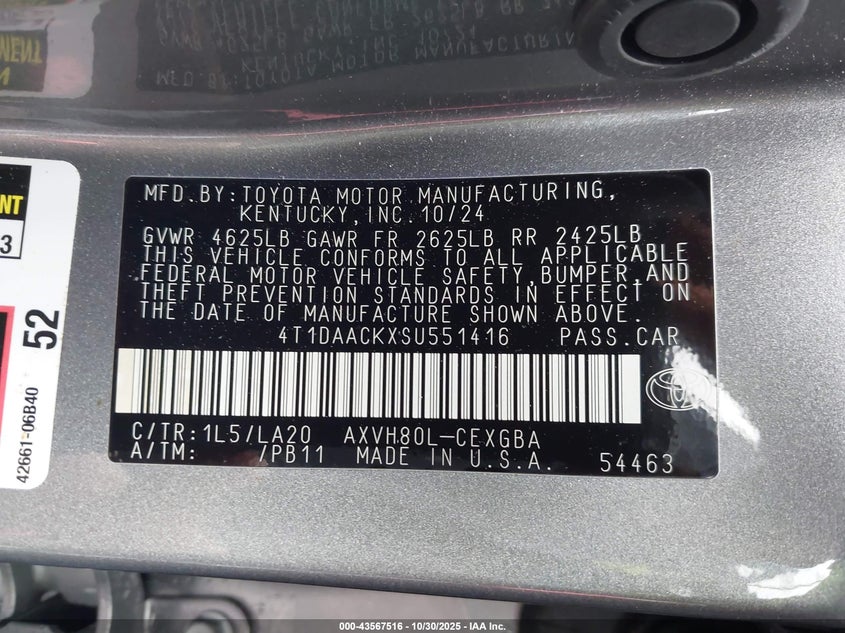 MFD.BY:TOYOTA MOTOR MANUFACTURING,
KENTUCKY,INC.10/24
GVWR 4625LB GAWR FR 2625LB RR 2425LB
THIS VEHICLE CONFORMS TO ALL APPLICABLE
FEDERAL MOTOR VEHICLE SAFETY,BUMPER,AND
THEFT PREVENTION STANDARDS IN EFFECT ON
THE DATE OF MANUFACTURE SHOWN ABOVE.
4T1DAACKXSU551416 PASS.CAR
C/TR:1L5/LA20 AXVH80L-CEXGBA
A/TM: /PB11 MADE IN U.S.A. 54463
NT
3
52
42661-06B40
000-43567516 - 10/30/2025 - IAA Inc.